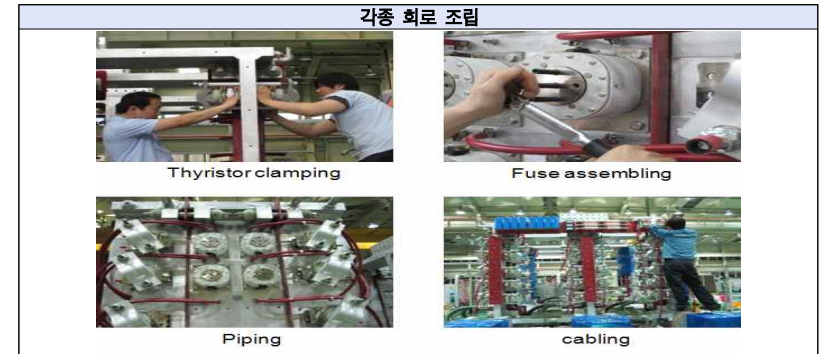 각종 회로 조립
Thyristor clamping
Fuse assembling
Piping
cabling